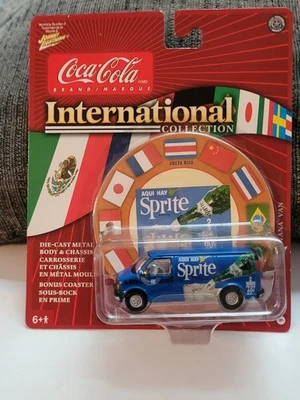 Coca-Cola
BRAND/MARQUE
International
COLLECTION
COSTA RICA
AQUI HAY
Sprite
DIE-CAST METAL
BODY & CHASSIS
CARROSSERIE
ET CHÂSSIS
EN MÉTAL MOULÉ
BONUS COASTER
SOUS-BOCK
EN PRIME
6+
AQUI HAY
Sprite